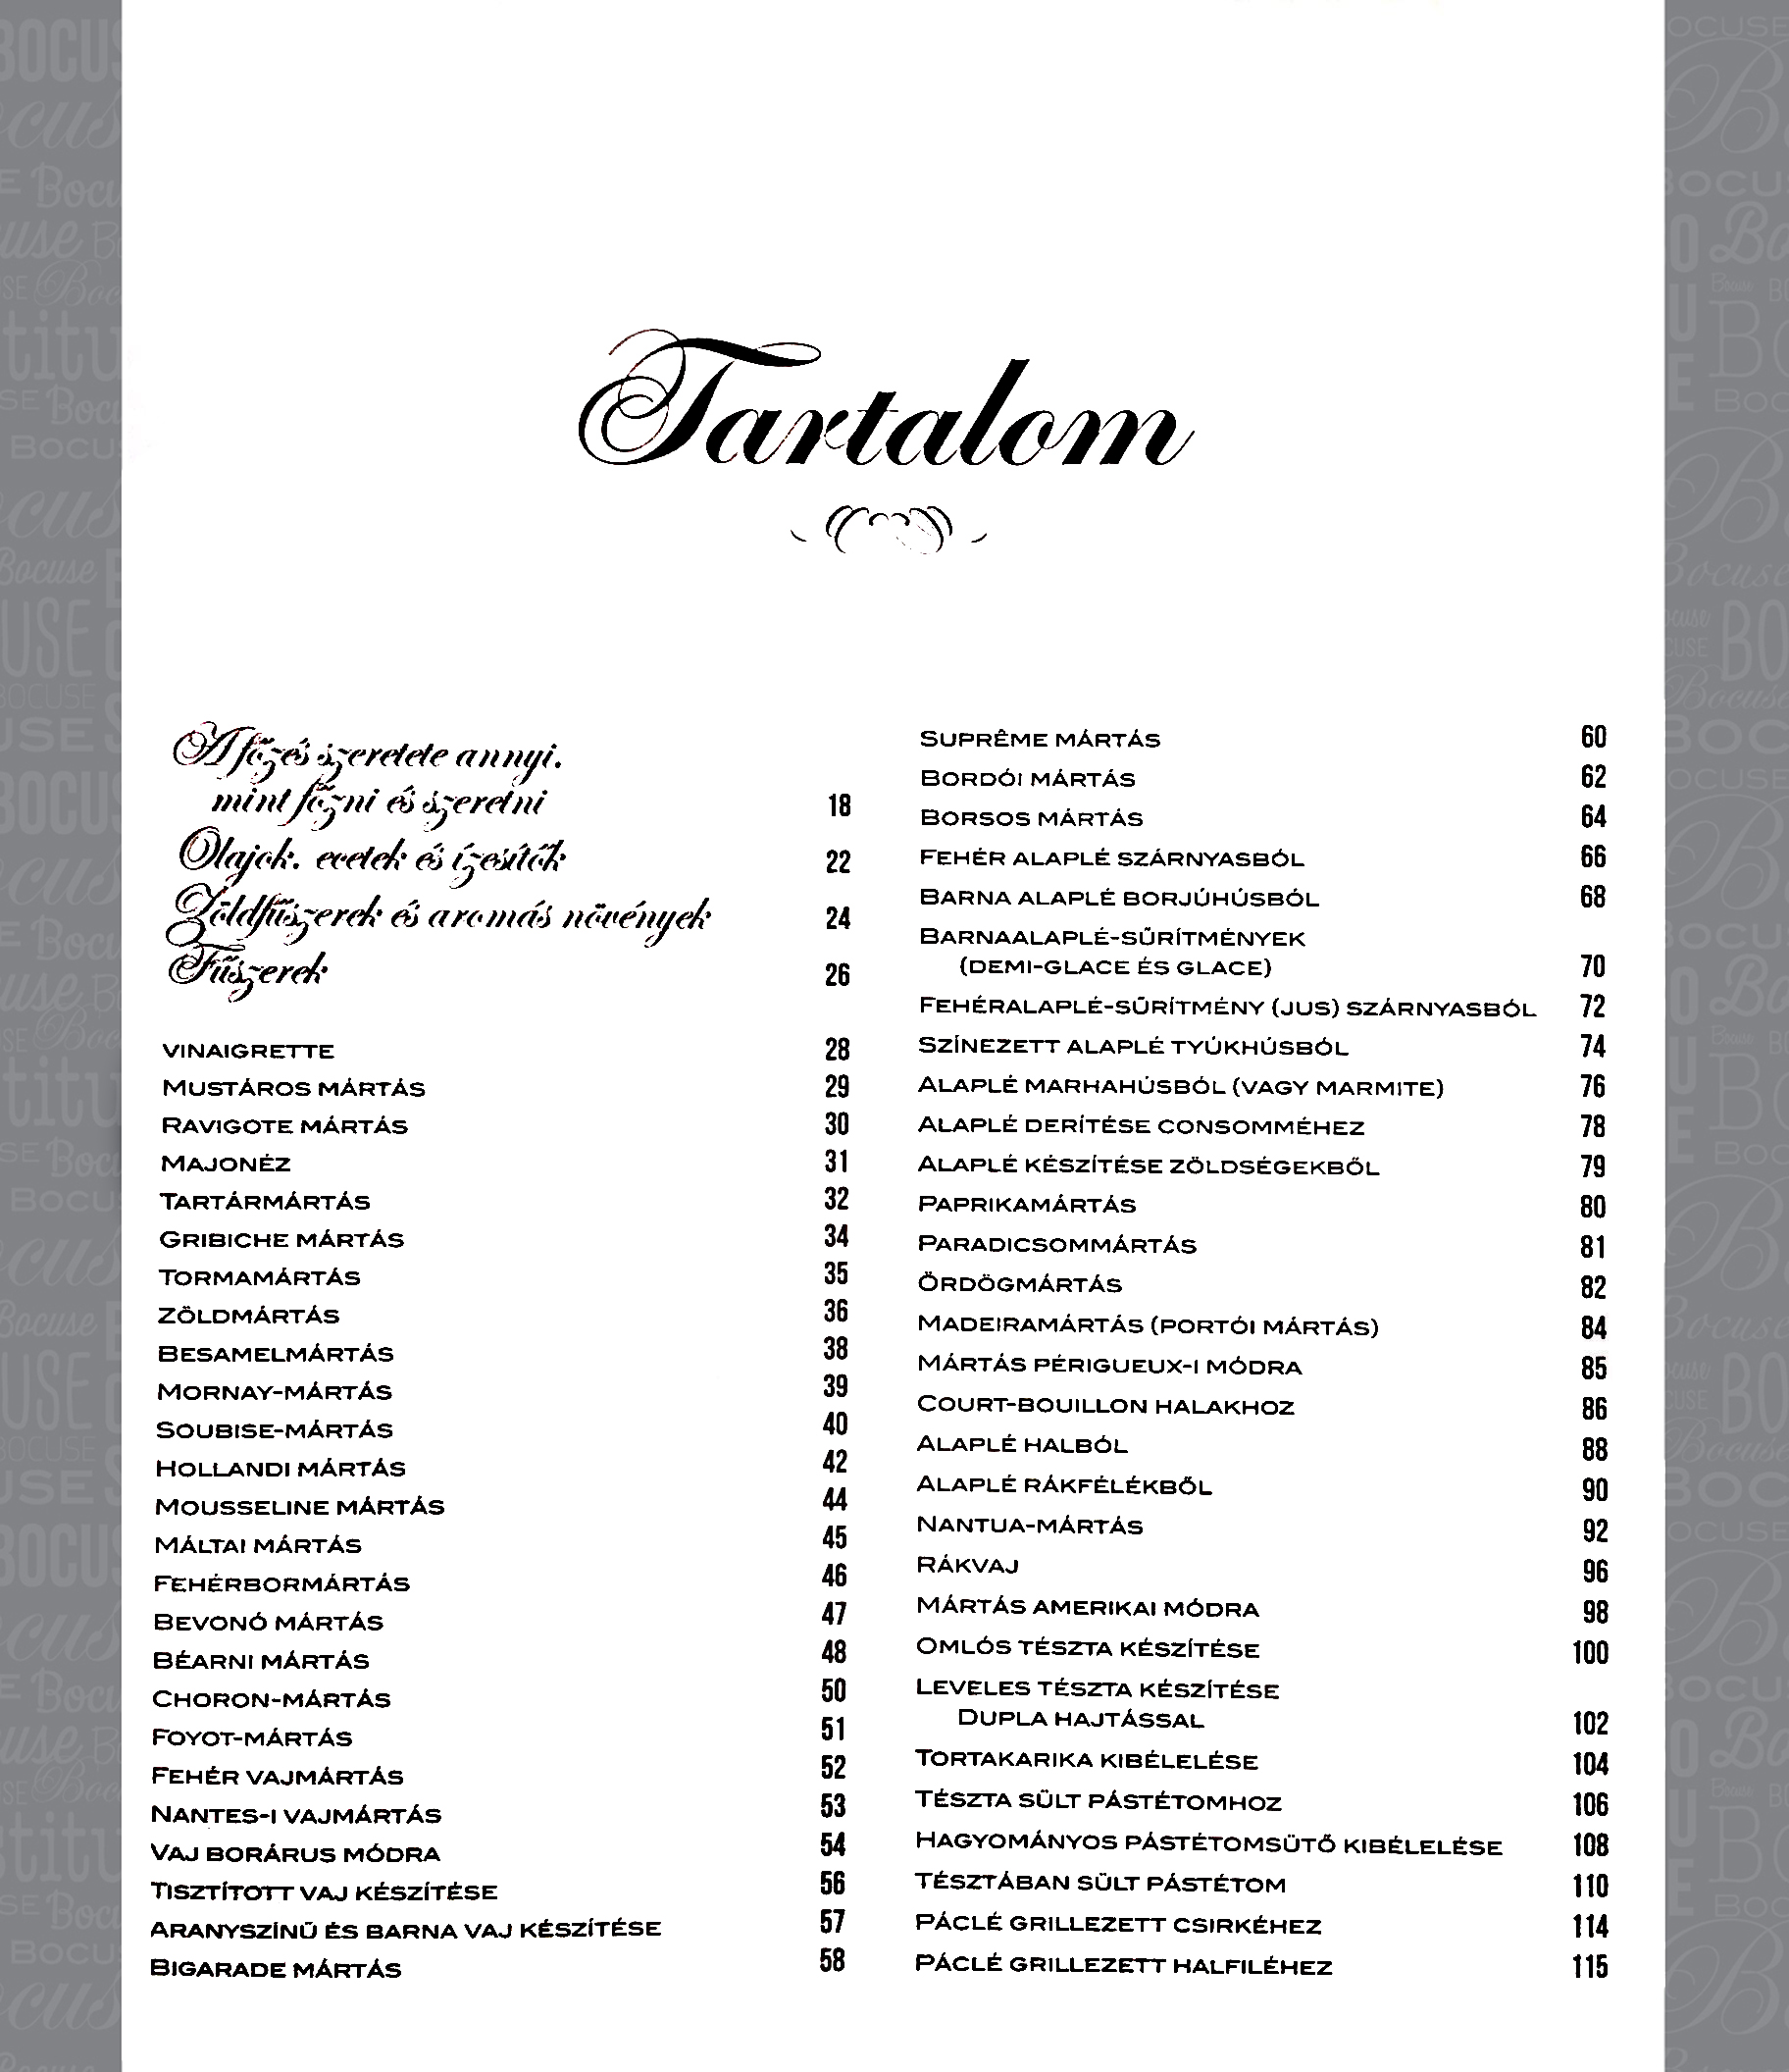 Tartalom
A főzés szeretete annyi,
mint főzni és szeretni 18
Olajok, ecetek és ízesítők 22
Zöldfűszerek és aromás növények 24
Fűszerek 26
VINAIGRETTE 28
MUSTÁROS MÁRTÁS 29
RAVIGOTE MÁRTÁS 30
MAJONÉZ 31
TARTÁRMÁRTÁS 32
GRIBICHE MÁRTÁS 34
TORMAMÁRTÁS 35
ZÖLDMÁRTÁS 36
BESAMELMÁRTÁS 38
MORNAY-MÁRTÁS 39
SOUBISE-MÁRTÁS 40
HOLLANDI MÁRTÁS 42
MOUSSELINE MÁRTÁS 44
MÁLTAI MÁRTÁS 45
FEHÉRBORMÁRTÁS 46
BEVONÓ MÁRTÁS 47
BÉARNI MÁRTÁS 48
CHORON-MÁRTÁS 50
FOYOT-MÁRTÁS 51
FEHÉR VAJMÁRTÁS 52
NANTES-I VAJMÁRTÁS 53
VAJ BORÁRUS MÓDRA 54
TISZTÍTOTT VAJ KÉSZÍTÉSE 56
ARANYSZÍNŰ ÉS BARNA VAJ KÉSZÍTÉSE 57
BIGARADE MÁRTÁS 58
SUPRÊME MÁRTÁS 60
BORDÓI MÁRTÁS 62
BORSOS MÁRTÁS 64
FEHÉR ALAPLÉ SZÁRNYASBÓL 66
BARNA ALAPLÉ BORJÚHÚSBÓL 68
BARNAALAPLÉ-SŰRÍTMÉNYEK
(DEMI-GLACE ÉS GLACE) 70
FEHÉRALAPLÉ-SŰRÍTMÉNY (JUS) SZÁRNYASBÓL 72
SZÍNEZETT ALAPLÉ TYÚKHÚSBÓL 74
ALAPLÉ MARHAHÚSBÓL (VAGY MARMITE) 76
ALAPLÉ DERÍTÉSE CONSOMMÉHEZ 78
ALAPLÉ KÉSZÍTÉSE ZÖLDSÉGEKBŐL 79
PAPRIKAMÁRTÁS 80
PARADICSOMMÁRTÁS 81
ÖRDÖGMÁRTÁS 82
MADEIRAMÁRTÁS (PORTÓI MÁRTÁS) 84
MÁRTÁS PÉRIGUEUX-I MÓDRA 85
COURT-BOUILLON HALAKHOZ 86
ALAPLÉ HALBÓL 88
ALAPLÉ RÁKFÉLÉKBŐL 90
NANTUA-MÁRTÁS 92
RÁKVAJ 96
MÁRTÁS AMERIKAI MÓDRA 98
OMLÓS TÉSZTA KÉSZÍTÉSE 100
LEVELES TÉSZTA KÉSZÍTÉSE
DUPLA HAJTÁSSAL 102
TORTAKARIKA KIBÉLELÉSE 104
TÉSZTA SÜLT PÁSTÉTOMHOZ 106
HAGYOMÁNYOS PÁSTÉTOMSÜTŐ KIBÉLELÉSE 108
TÉSZTÁBAN SÜLT PÁSTÉTOM 110
PÁCLÉ GRILLEZETT CSIRKÉHEZ 114
PÁCLÉ GRILLEZETT HALFILÉHEZ 115